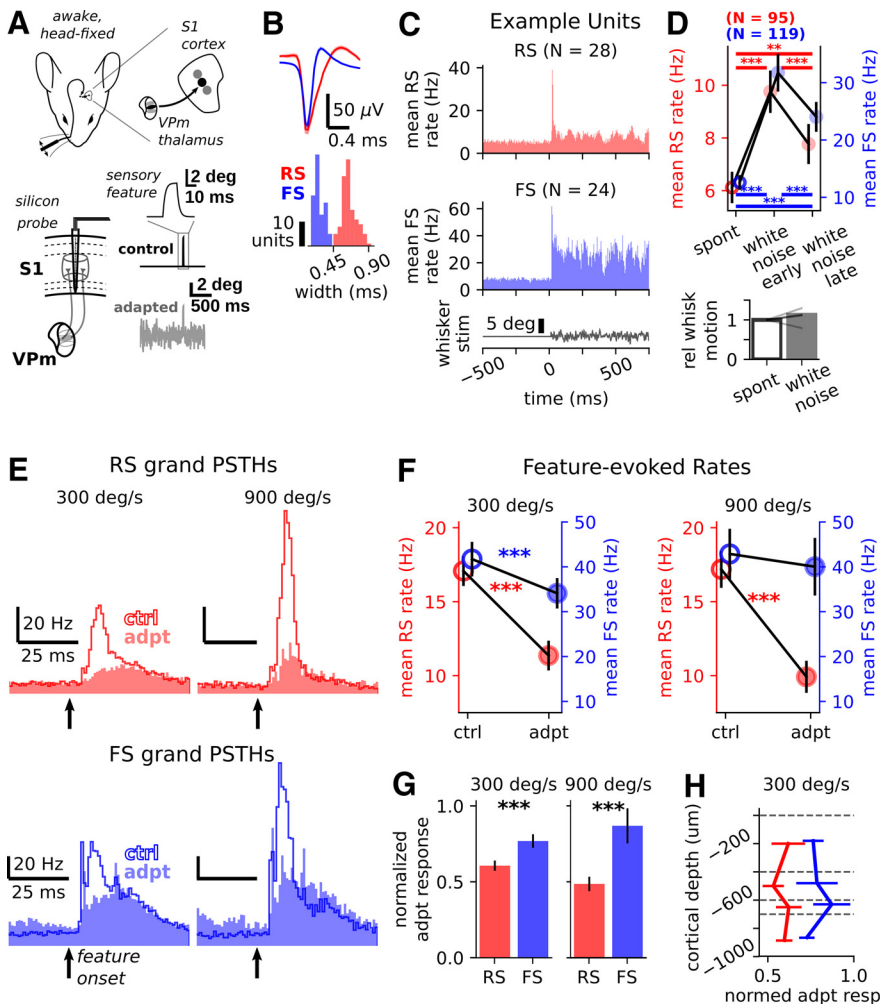 A
awake,
head-fixed
S1
cortex
VPm
thalamus
sensory
feature
2 deg
10 ms
silicon
probe
control
S1
2 deg
500 ms
adapted
VPm
B
50 µV
0.4 ms
RS
FS
10
units
0.45
0.90
width (ms)
C
Example Units
RS (N = 28)
mean RS
rate (Hz)
40
20
0
FS (N = 24)
mean FS
rate (Hz)
60
40
20
0
whisker
stim
5 deg
−500
0
500
time (ms)
D
(N = 95)
(N = 119)
**
*** ***
mean RS rate (Hz)
10
8
6
mean FS rate (Hz)
30
20
10
*** ***
***
spont
white
noise
early
white
noise
late
rel whisk
motion
1
0
spont
white
noise
E
RS grand PSTHs
300 deg/s
900 deg/s
20 Hz
25 ms
ctrl
adpt
FS grand PSTHs
20 Hz
25 ms
ctrl
adpt
feature
onset
F
Feature-evoked Rates
300 deg/s
mean RS rate (Hz)
20
15
10
***
***
mean FS rate (Hz)
50
40
30
20
10
ctrl
adpt
900 deg/s
mean RS rate (Hz)
20
15
10
***
mean FS rate (Hz)
50
40
30
20
10
ctrl
adpt
G
300 deg/s
900 deg/s
normalized
adpt response
1.0
0.5
0.0
***
***
RS
FS
RS
FS
H
300 deg/s
cortical depth (um)
−200
−600
−1000
0.5
1.0
normed adpt resp